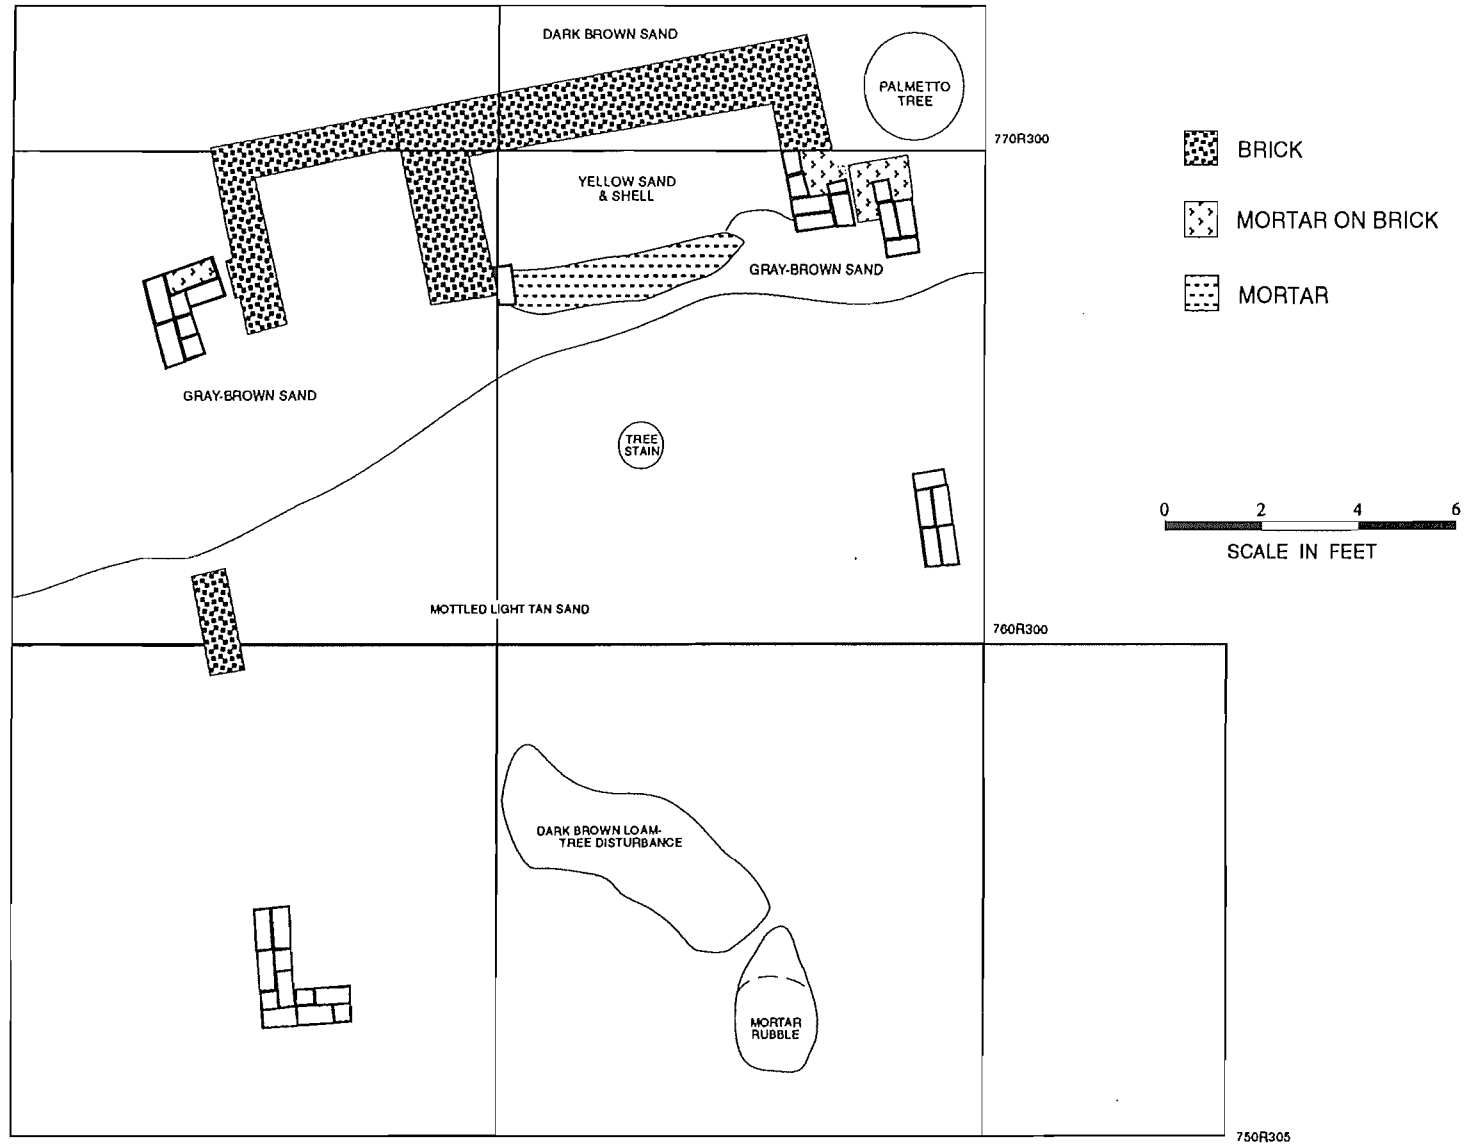 DARK BROWN SAND
PALMETTO
TREE
770R300
BRICK
YELLOW SAND
& SHELL
MORTAR ON BRICK
GRAY-BROWN SAND
MORTAR
GRAY-BROWN SAND
TREE
STAIN
0 2 4 6
SCALE IN FEET
MOTTLED LIGHT TAN SAND
760R300
DARK BROWN LOAM-
TREE DISTURBANCE
MORTAR
RUBBLE
750R305